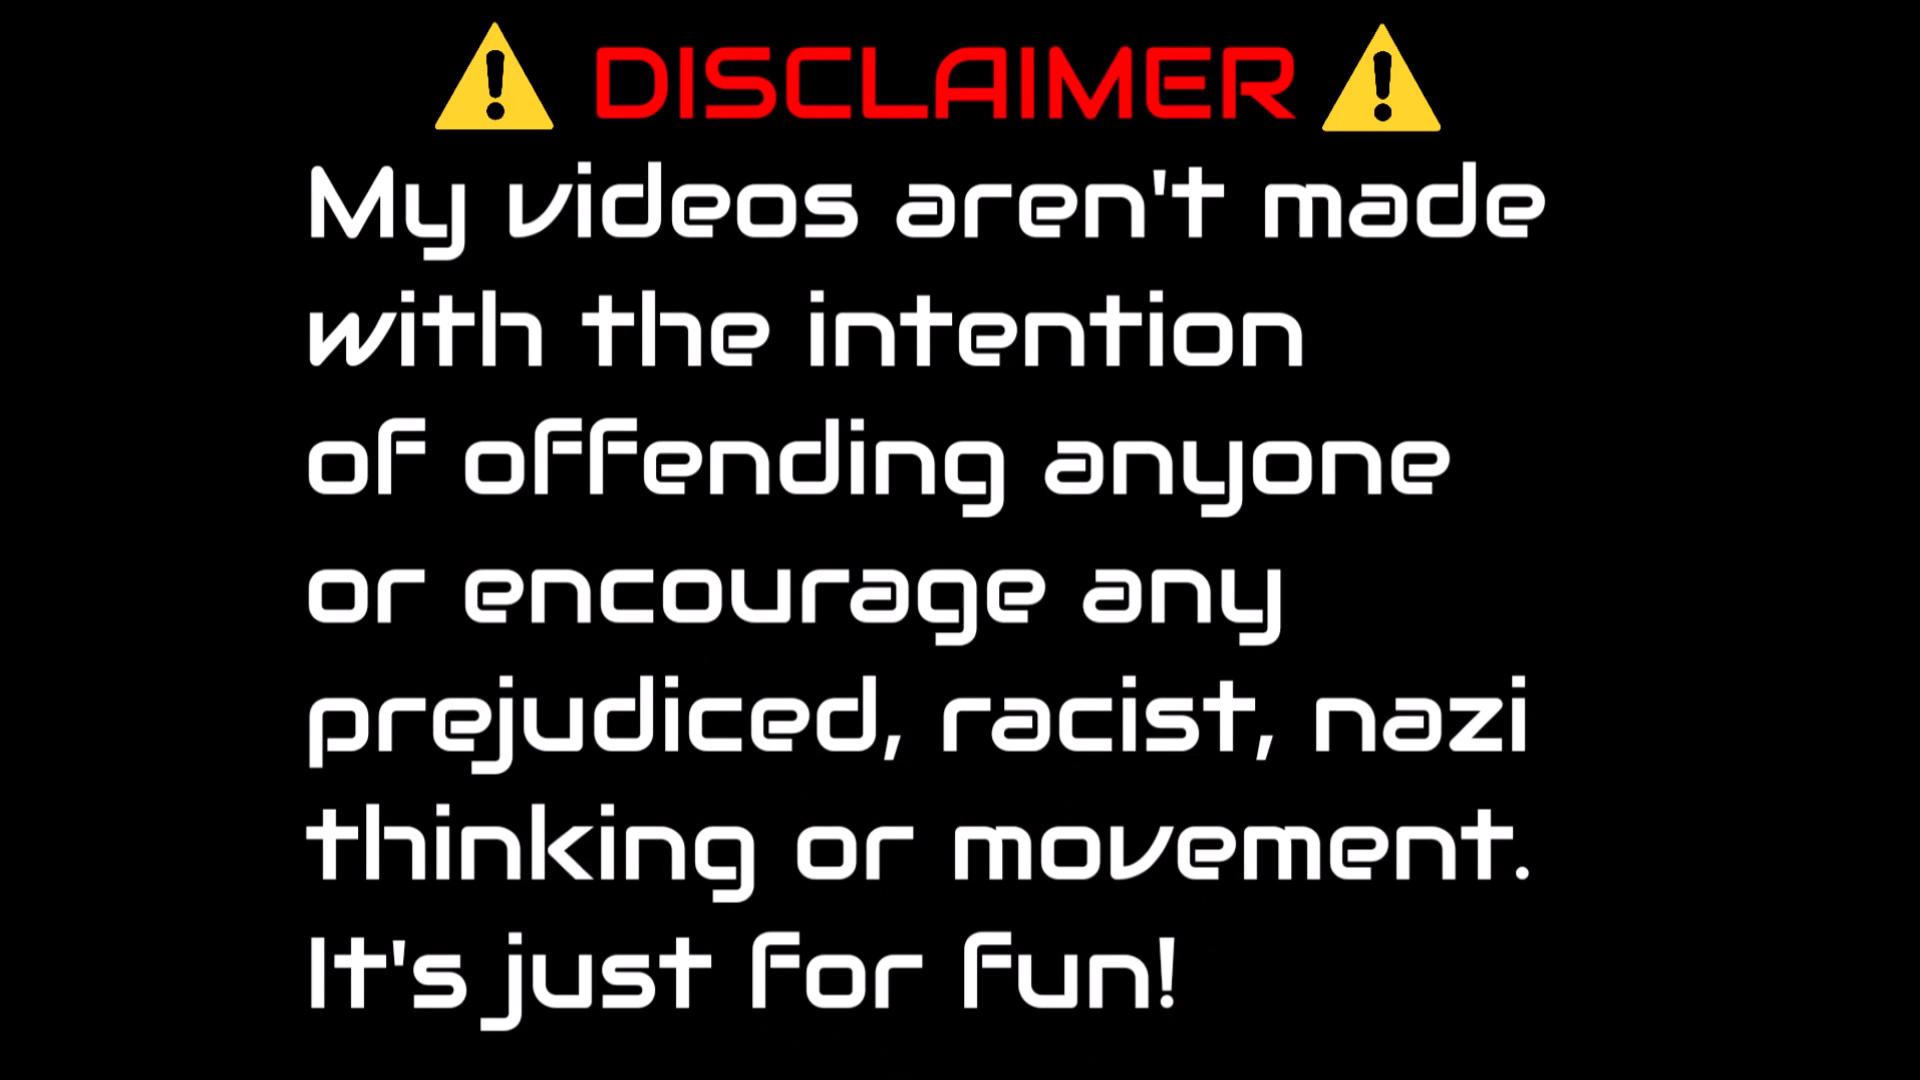 DISCLAIMER
My videos aren't made
with the intention
of offending anyone
or encourage any
prejudiced, racist, nazi
thinking or movement.
It's just for fun!